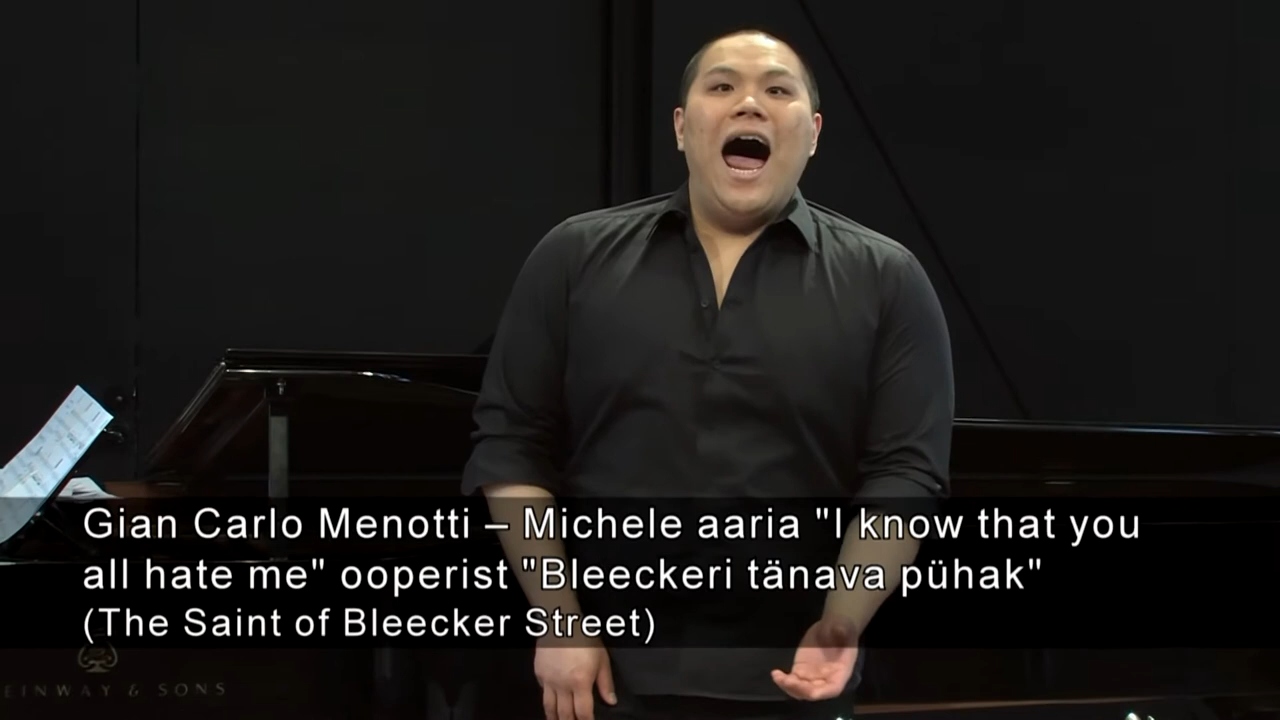 Gian Carlo Menotti – Michele aaria "I know that you
all hate me" ooperist "Bleeckeri tänava pühak"
(The Saint of Bleecker Street)
EINWAY & SONS